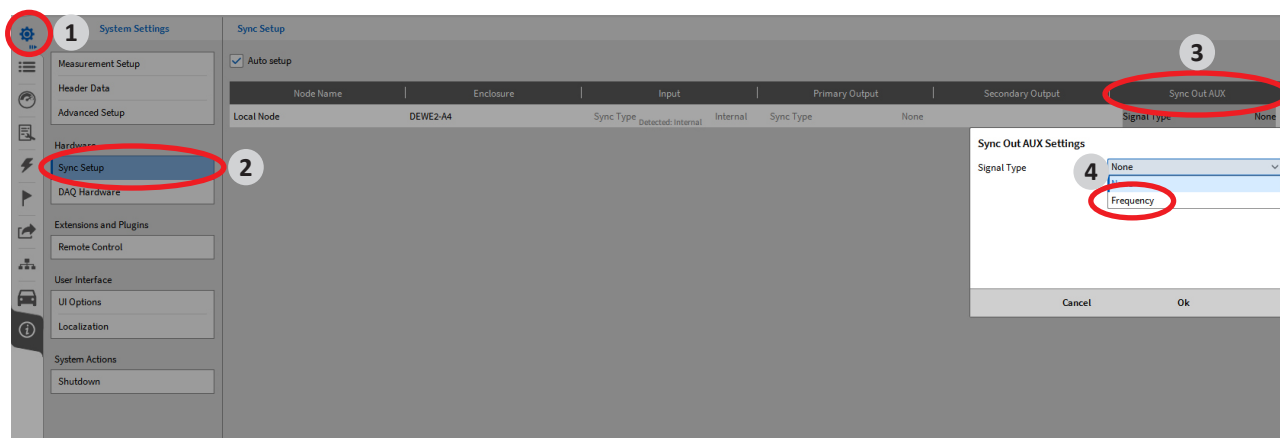 1
System Settings
Sync Setup
Measurement Setup
Header Data
Advanced Setup
Hardware
Sync Setup
2
DAQ Hardware
Extensions and Plugins
Remote Control
User Interface
UI Options
Localization
System Actions
Shutdown
Auto setup
3
Node Name Enclosure Input Primary Output Secondary Output Sync Out AUX
Local Node DEWE2-A4 Sync Type Detected: Internal Internal Sync Type None Signal Type None
Sync Out AUX Settings
Signal Type 4 None
Frequency
Cancel Ok